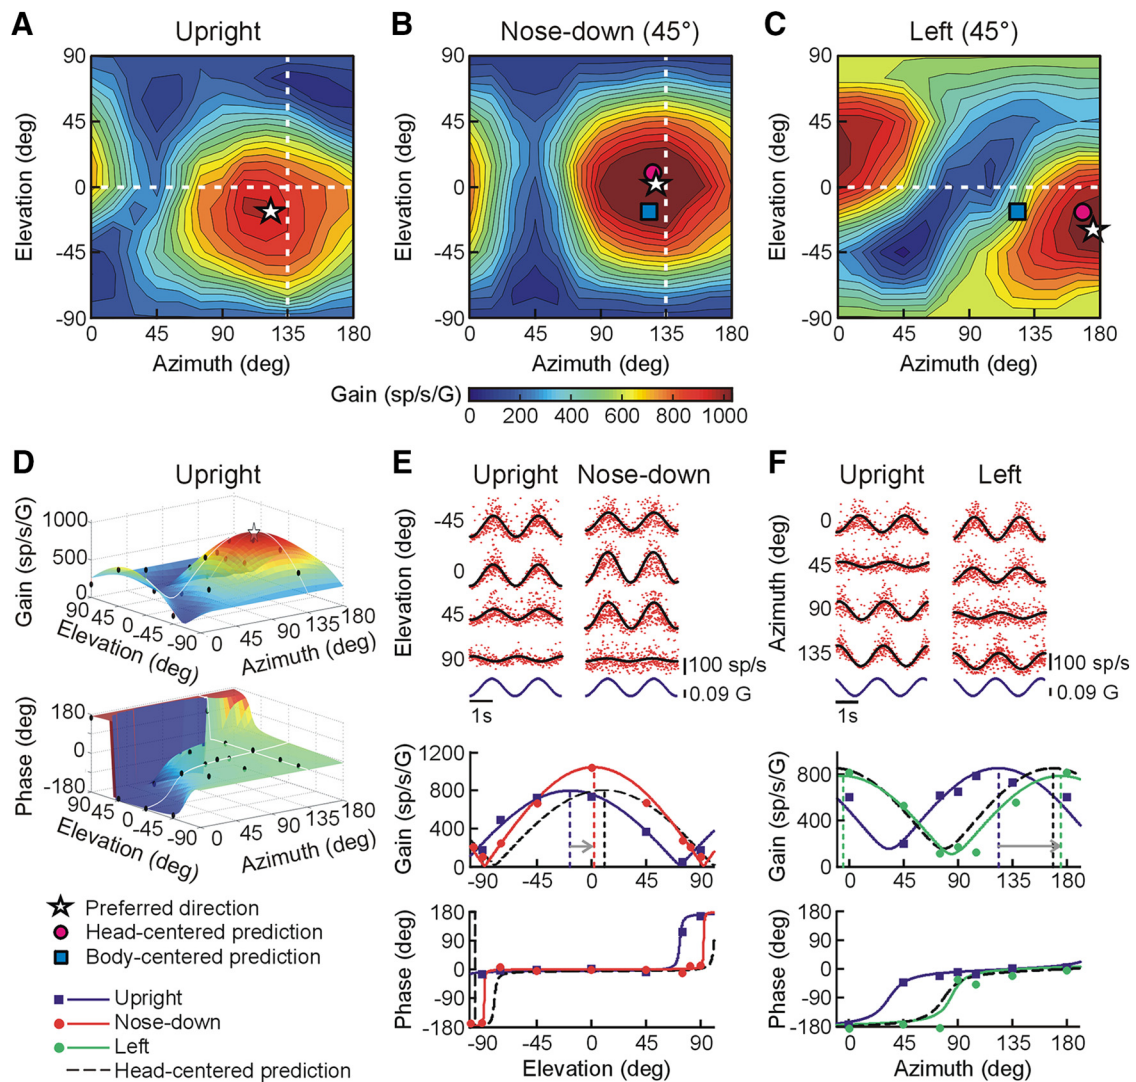 A
Upright
Elevation (deg)
90
45
0
-45
-90
0 45 90 135 180
Azimuth (deg)
B
Nose-down (45°)
Elevation (deg)
90
45
0
-45
-90
0 45 90 135 180
Azimuth (deg)
C
Left (45°)
Elevation (deg)
90
45
0
-45
-90
0 45 90 135 180
Azimuth (deg)
Gain (sp/s/G)
0 200 400 600 800 1000
D
Upright
Gain (sp/s/G)
1000
500
0
90 45 0 -45 -90
Elevation (deg)
0 45 90 135 180
Azimuth (deg)
Phase (deg)
180
0
-180
90 45 0 -45 -90
Elevation (deg)
0 45 90 135 180
Azimuth (deg)
Preferred direction
Head-centered prediction
Body-centered prediction
Upright
Nose-down
Left
Head-centered prediction
E
Upright Nose-down
Elevation (deg)
-45
0
45
90
100 sp/s
0.09 G
1s
Gain (sp/s/G)
1200
800
400
0
-90 -45 0 45 90
Phase (deg)
180
90
0
-90
-180
-90 -45 0 45 90
Elevation (deg)
F
Upright Left
Azimuth (deg)
0
45
90
135
100 sp/s
0.09 G
1s
Gain (sp/s/G)
800
400
0
0 45 90 135 180
Phase (deg)
180
90
0
-90
-180
0 45 90 135 180
Azimuth (deg)